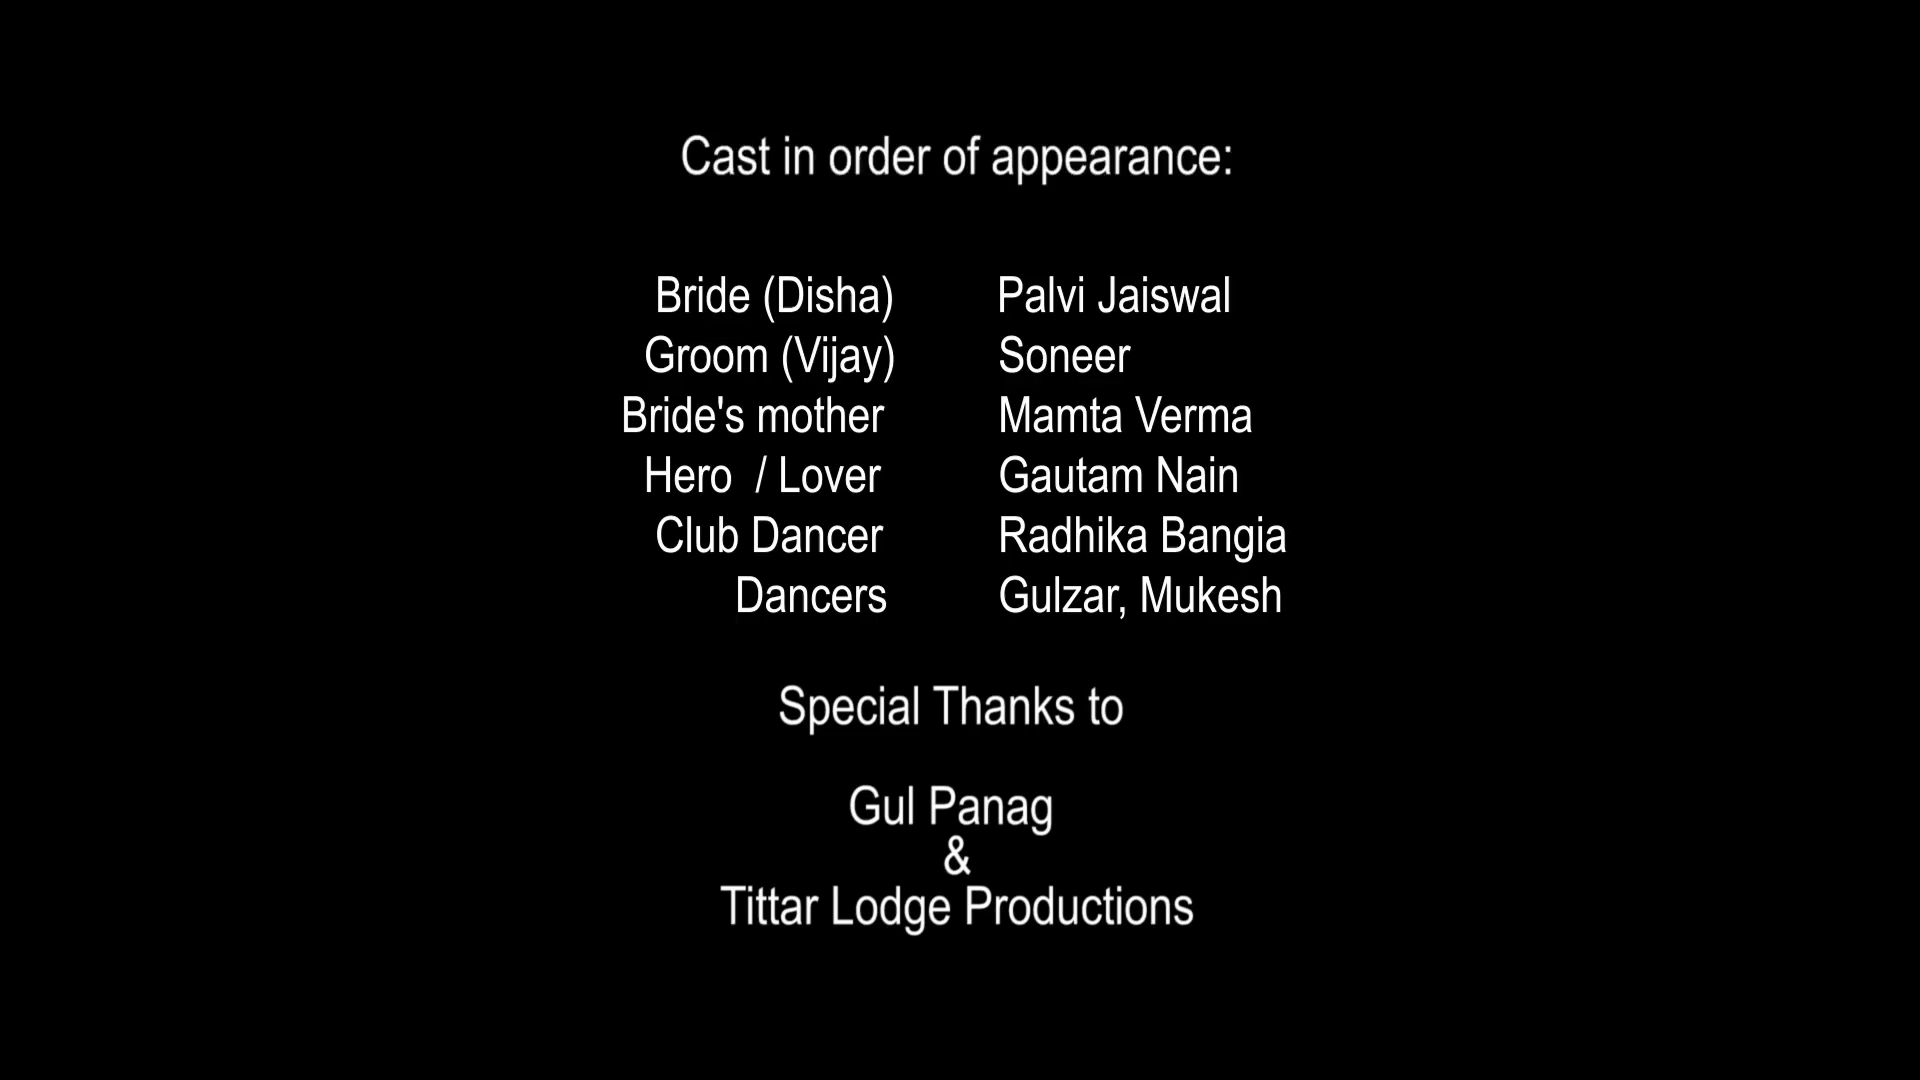 Cast in order of appearance:
Bride (Disha) Palvi Jaiswal
Groom (Vijay) Soneer
Bride's mother Mamta Verma
Hero / Lover Gautam Nain
Club Dancer Radhika Bangia
Dancers Gulzar, Mukesh
Special Thanks to
Gul Panag
&
Tittar Lodge Productions